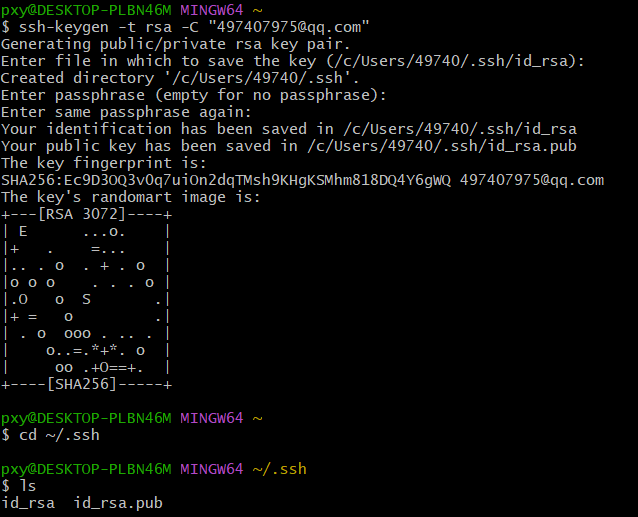 pxy@DESKTOP-PLBN46M MINGW64 ~
$ ssh-keygen -t rsa -C "497407975@qq.com"
Generating public/private rsa key pair.
Enter file in which to save the key (/c/Users/49740/.ssh/id_rsa):
Created directory '/c/Users/49740/.ssh'.
Enter passphrase (empty for no passphrase):
Enter same passphrase again:
Your identification has been saved in /c/Users/49740/.ssh/id_rsa
Your public key has been saved in /c/Users/49740/.ssh/id_rsa.pub
The key fingerprint is:
SHA256:Ec9D3OQ3vOq7uiOn2dqTMsh9KHgKSMhm818DQ4Y6gWQ 497407975@qq.com
The key's randomart image is:
+---[RSA 3072]----+
| E      ...o.    |
|+   .    =...    |
|.. . o  . + . o  |
|o o o    . . . o |
|.O   o  S       .|
|+ =   o         .|
| . o  ooo . .. . |
|    o..=.*+*. o  |
|     oo .+O==+.  |
+----[SHA256]-----+
pxy@DESKTOP-PLBN46M MINGW64 ~
$ cd ~/.ssh
pxy@DESKTOP-PLBN46M MINGW64 ~/.ssh
$ ls
id_rsa  id_rsa.pub